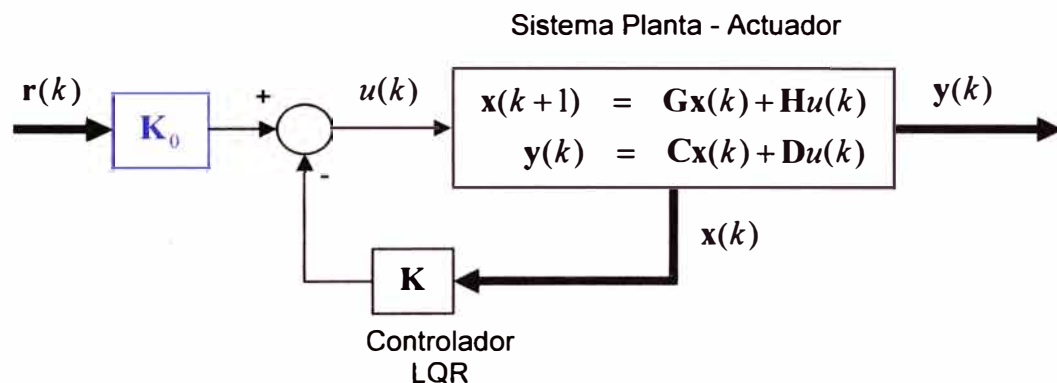 Sistema Planta - Actuador
r(k)
K₀
+
-
u(k)
x(k+1) = Gx(k)+Hu(k)
y(k) = Cx(k)+Du(k)
y(k)
x(k)
K
Controlador
LQR